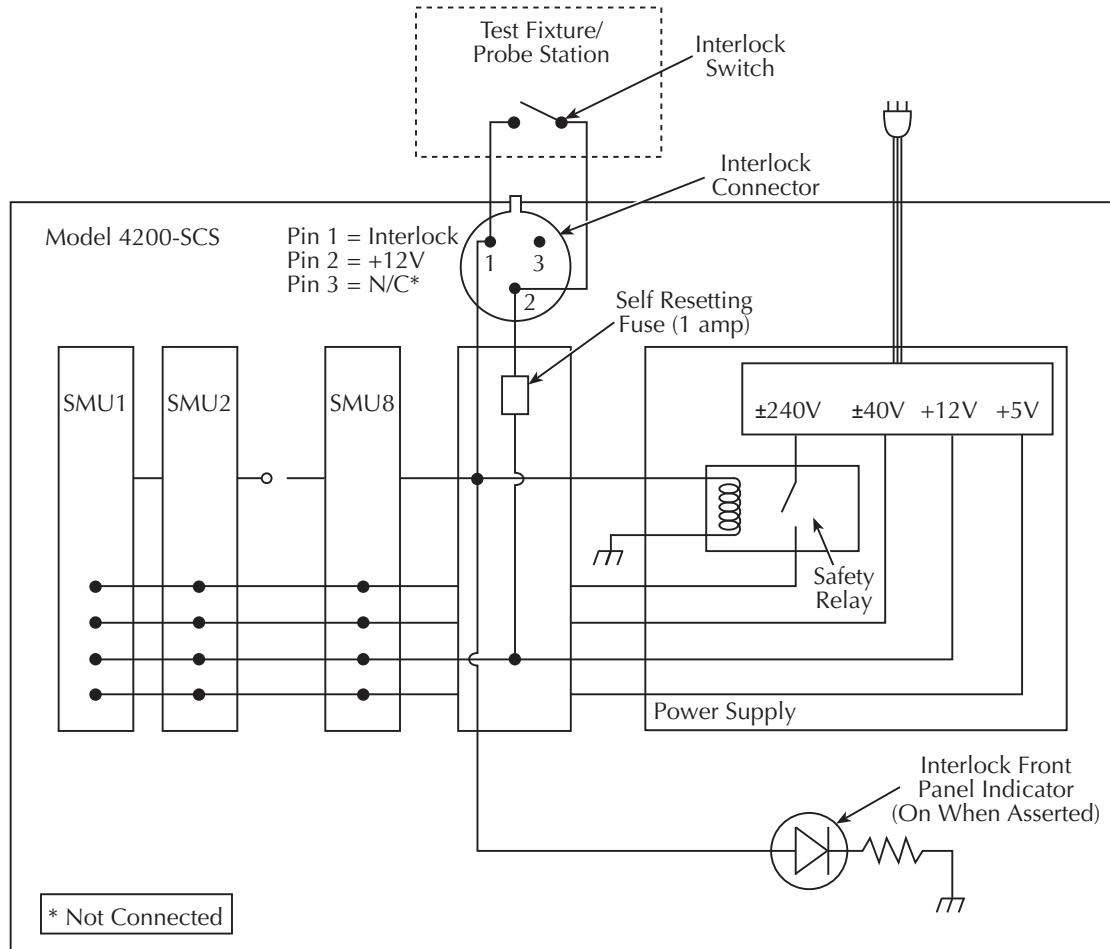 Test Fixture/
Probe Station
Interlock
Switch
Interlock
Connector
Model 4200-SCS
Pin 1 = Interlock
Pin 2 = +12V
Pin 3 = N/C*
1
3
2
Self Resetting
Fuse (1 amp)
SMU1
SMU2
SMU8
±240V
±40V
+12V
+5V
Safety
Relay
Power Supply
Interlock Front
Panel Indicator
(On When Asserted)
* Not Connected